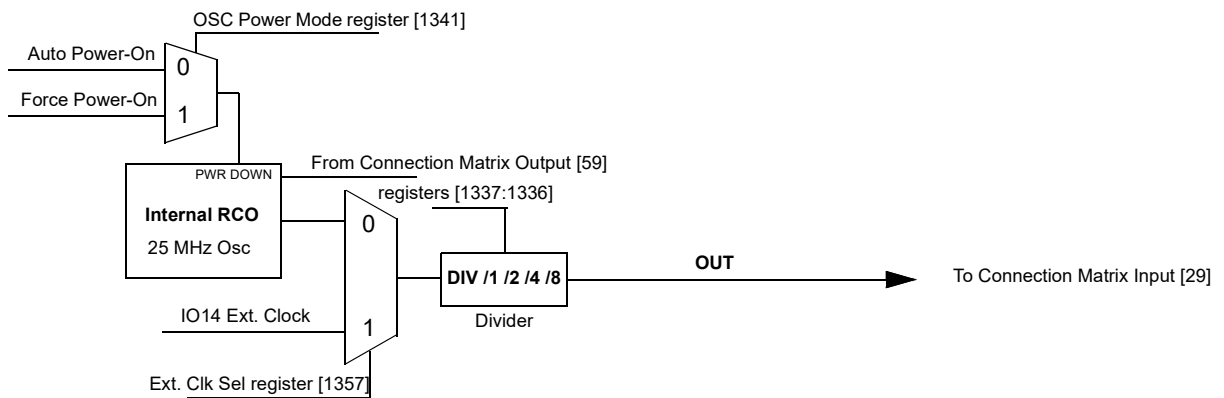 OSC Power Mode register [1341]
Auto Power-On
0
Force Power-On
1
From Connection Matrix Output [59]
PWR DOWN
registers [1337:1336]
Internal RCO
0
25 MHz Osc
OUT
DIV /1 /2 /4 /8
To Connection Matrix Input [29]
IO14 Ext. Clock
1
Divider
Ext. Clk Sel register [1357]